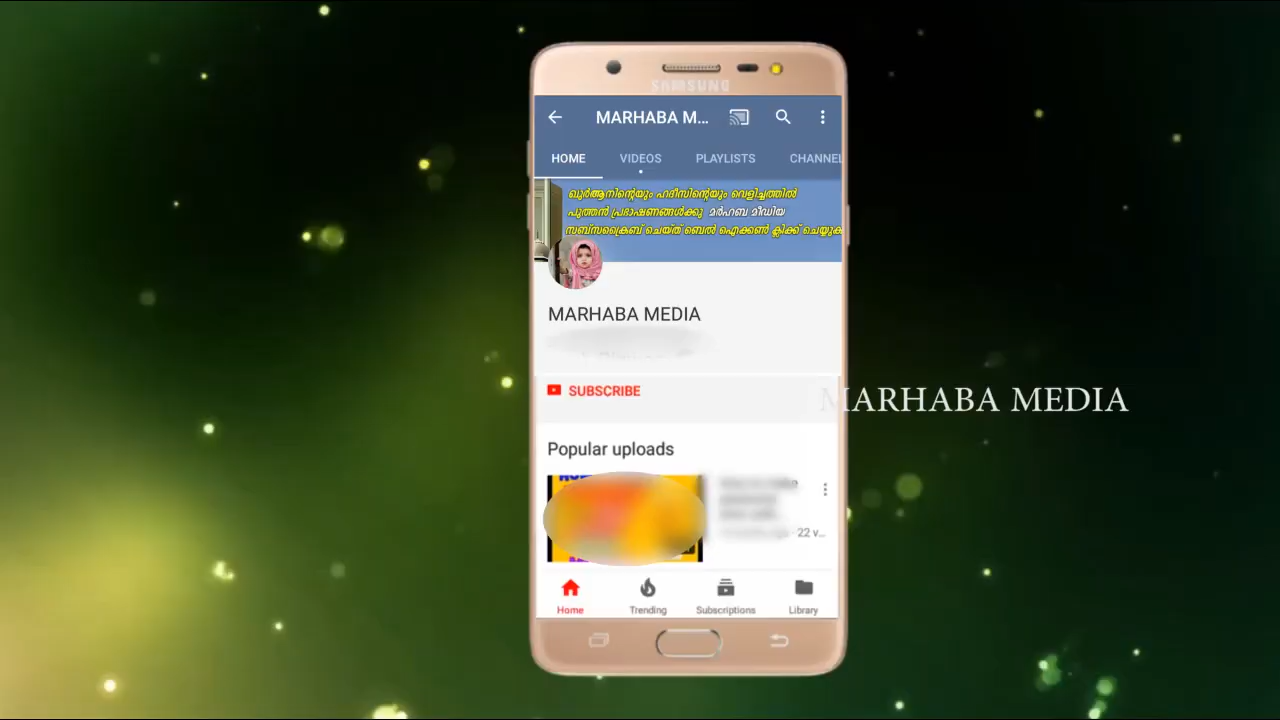 SAMSUNG
MARHABA M...
HOME VIDEOS PLAYLISTS CHANNEL
ഖുർആനിന്റെയും ഹദീസിന്റെയും വെളിച്ചത്തിൽ
പുത്തൻ പ്രഭാഷണങ്ങൾക്കു മർഹബ മീഡിയ
സബ്സക്രൈബ് ചെയ്ത് ബെൽ ഐക്കൺ ക്ലിക്ക് ചെയ്യുക
MARHABA MEDIA
SUBSCRIBE
MARHABA MEDIA
Popular uploads
22 v...
Home Trending Subscriptions Library